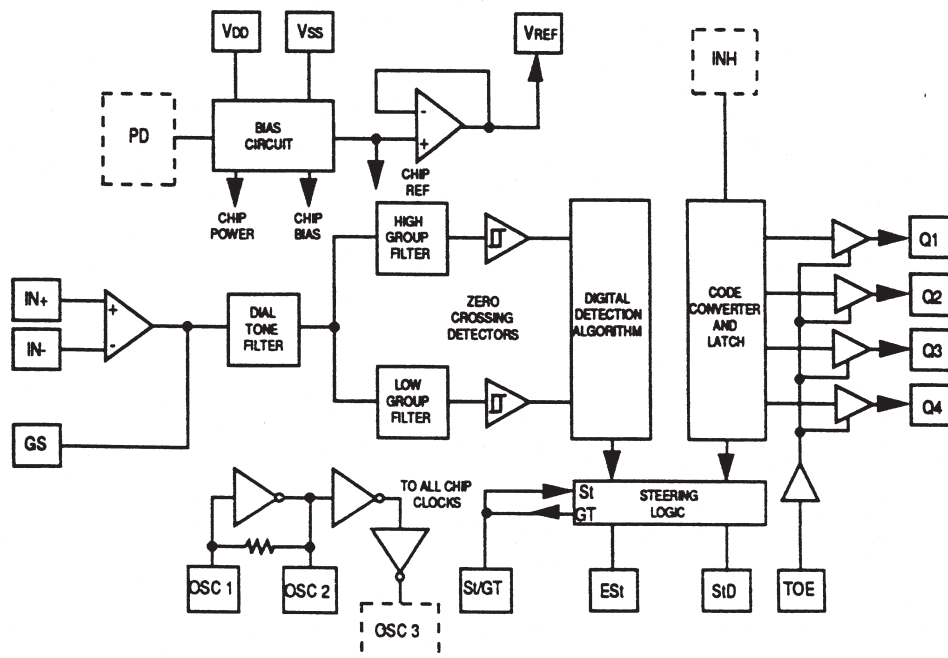 VDD
VSS
VREF
INH
PD
BIAS
CIRCUIT
-
+
CHIP
POWER
CHIP
BIAS
CHIP
REF
HIGH
GROUP
FILTER
IN+
IN-
+
-
DIAL
TONE
FILTER
ZERO
CROSSING
DETECTORS
DIGITAL
DETECTION
ALGORITHM
CODE
CONVERTER
AND
LATCH
Q1
Q2
Q3
Q4
LOW
GROUP
FILTER
GS
TO ALL CHIP
CLOCKS
St
GT
STEERING
LOGIC
OSC 1
OSC 2
OSC 3
St/GT
ESt
StD
TOE